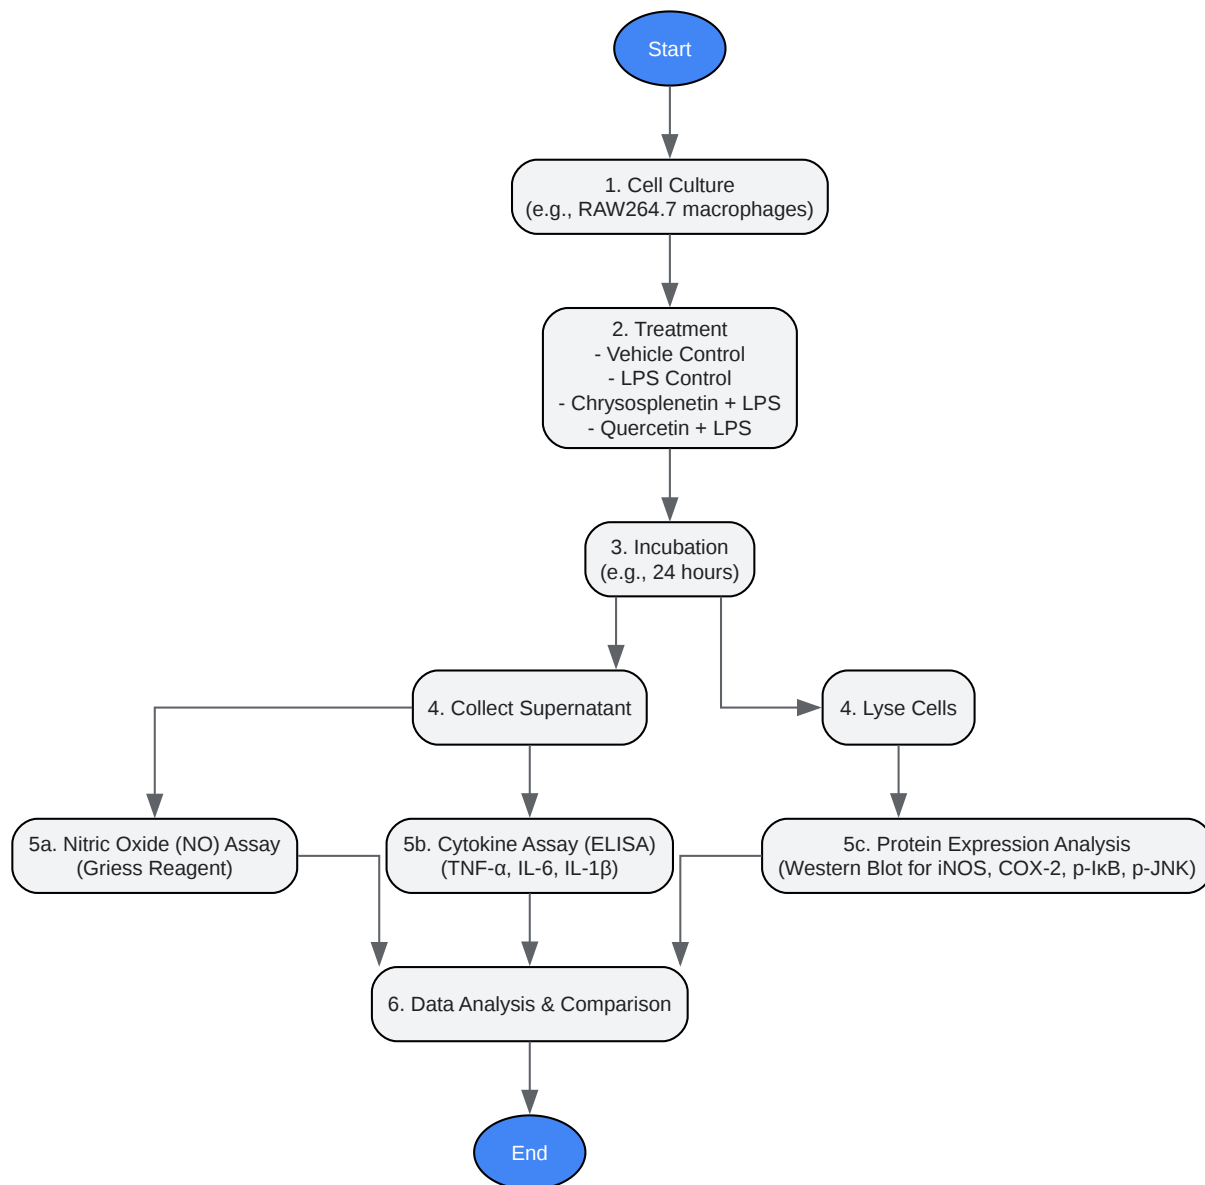 Start
1. Cell Culture
(e.g., RAW264.7 macrophages)
2. Treatment
- Vehicle Control
- LPS Control
- Chrysosplenetin + LPS
- Quercetin + LPS
3. Incubation
(e.g., 24 hours)
4. Collect Supernatant
4. Lyse Cells
5a. Nitric Oxide (NO) Assay
(Griess Reagent)
5b. Cytokine Assay (ELISA)
(TNF-α, IL-6, IL-1β)
5c. Protein Expression Analysis
(Western Blot for iNOS, COX-2, p-IκB, p-JNK)
6. Data Analysis & Comparison
End